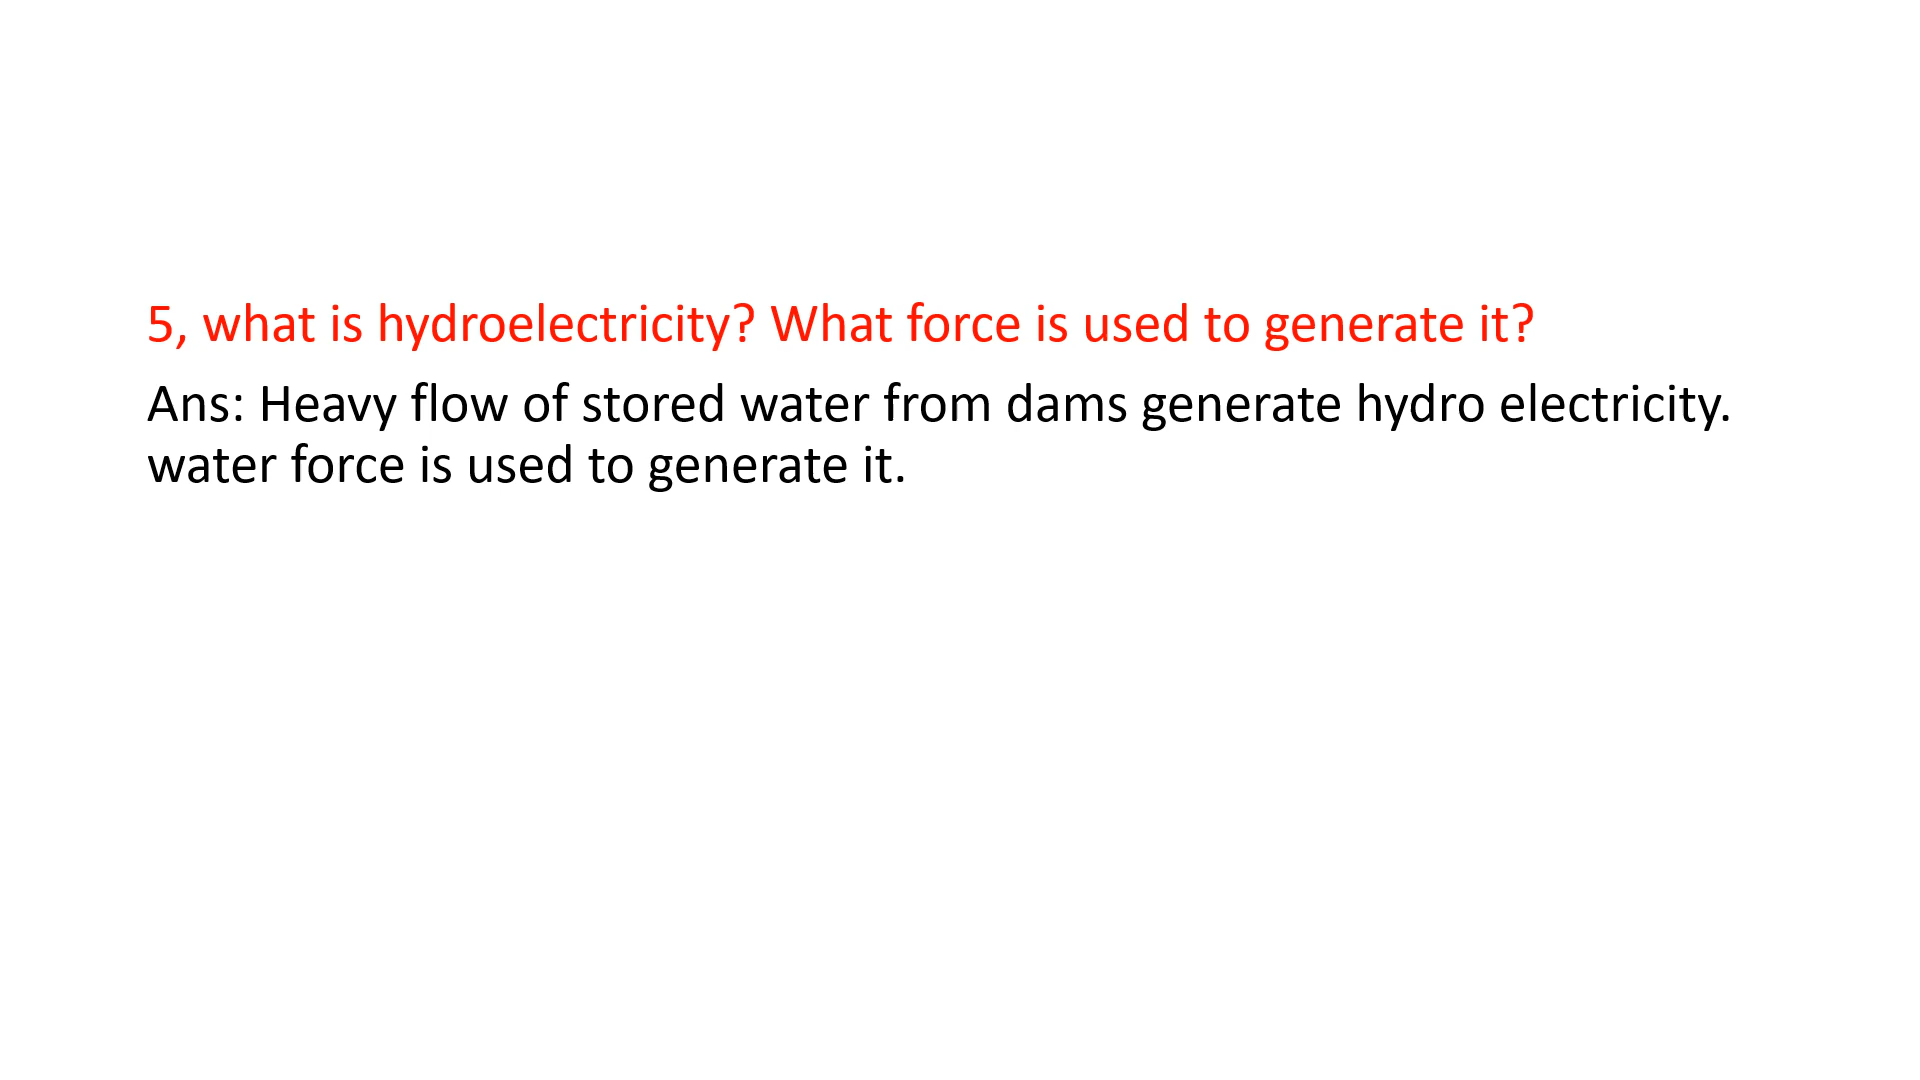 5, what is hydroelectricity? What force is used to generate it?
Ans: Heavy flow of stored water from dams generate hydro electricity.
water force is used to generate it.